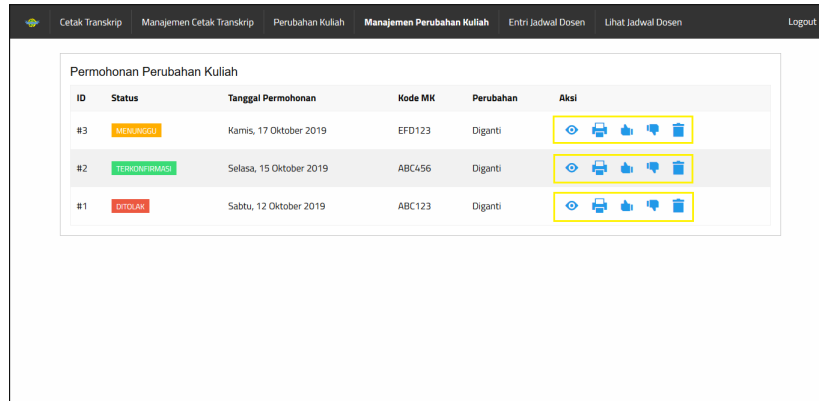 Cetak Transkrip Manajemen Cetak Transkrip Perubahan Kuliah Manajemen Perubahan Kuliah Entri Jadwal Dosen Lihat Jadwal Dosen Logout
Permohonan Perubahan Kuliah
ID Status Tanggal Permohonan Kode MK Perubahan Aksi
#3 MENUNGGU Kamis, 17 Oktober 2019 EFD123 Diganti
#2 TERKONFIRMASI Selasa, 15 Oktober 2019 ABC456 Diganti
#1 DITOLAK Sabtu, 12 Oktober 2019 ABC123 Diganti